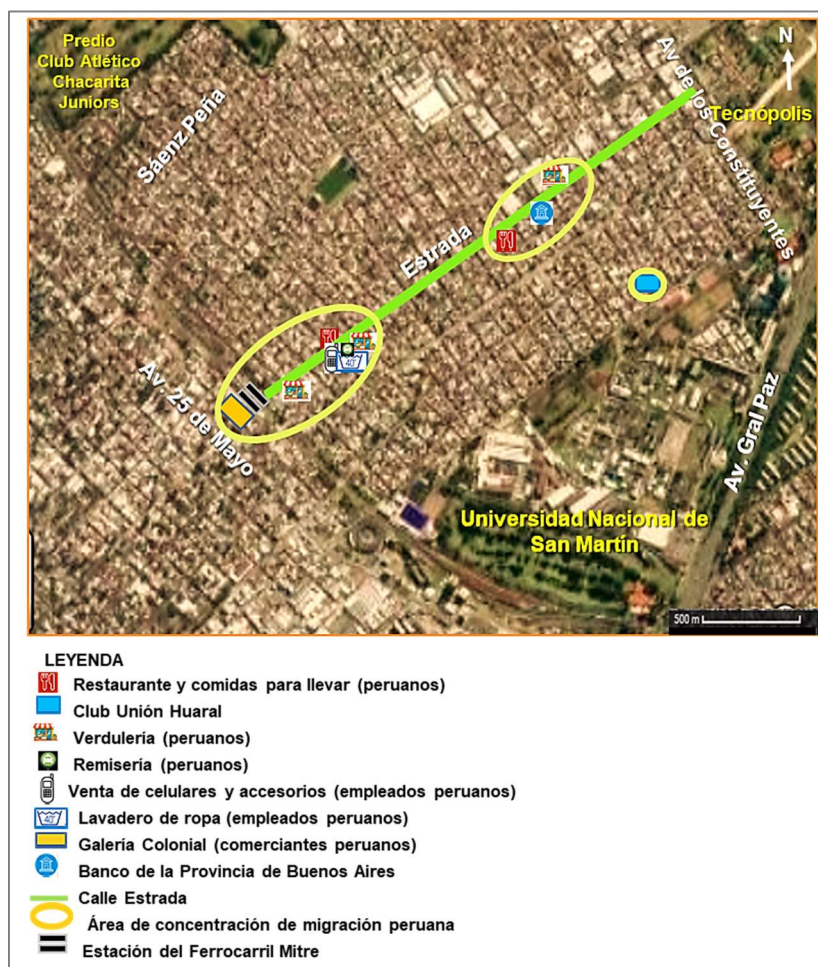 Predio
Club Atlético
Chacarita
Juniors
Sáenz Peña
N
Av de los Constituyentes
Tecnópolis
Estrada
Av. 25 de Mayo
Av. Gral Paz
Universidad Nacional de
San Martín
500 m
LEYENDA
Restaurante y comidas para llevar (peruanos)
Club Unión Huaral
Verdulería (peruanos)
Remisería (peruanos)
Venta de celulares y accesorios (empleados peruanos)
Lavadero de ropa (empleados peruanos)
Galería Colonial (comerciantes peruanos)
Banco de la Provincia de Buenos Aires
Calle Estrada
Área de concentración de migración peruana
Estación del Ferrocarril Mitre